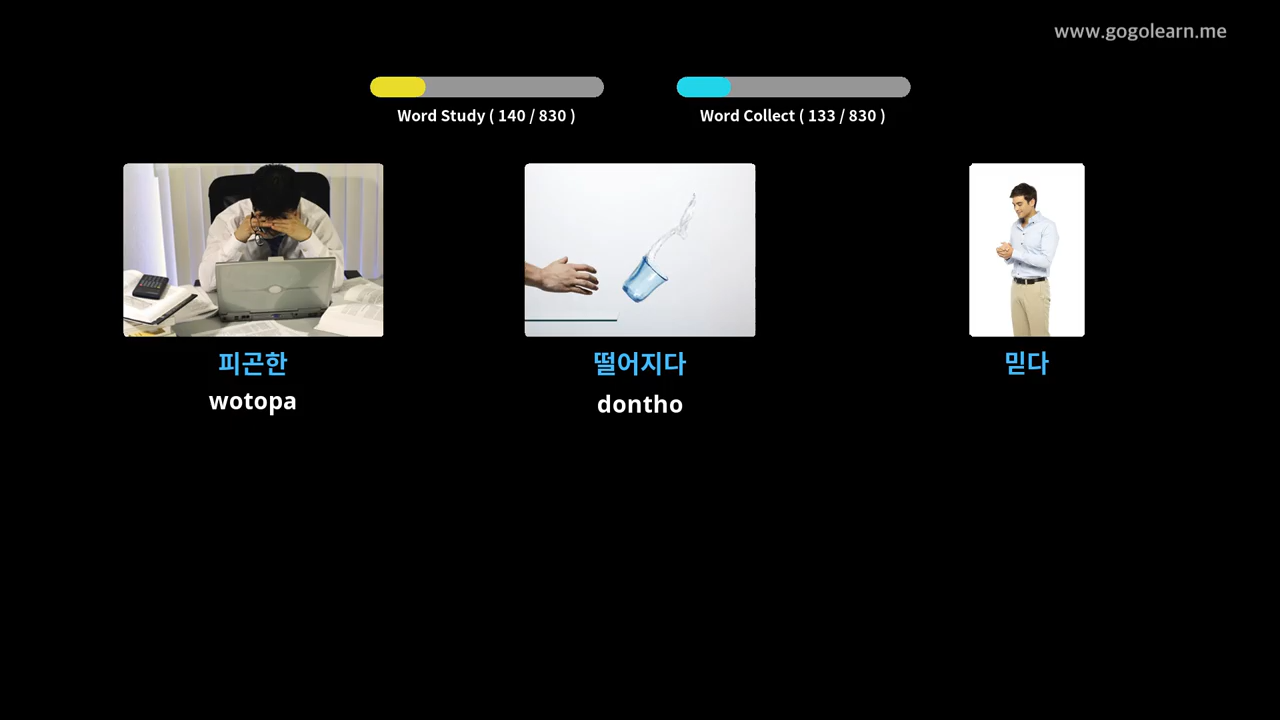 www.gogolearn.me
Word Study ( 140 / 830 )
Word Collect ( 133 / 830 )
피곤한
떨어지다
믿다
wotopa
dontho